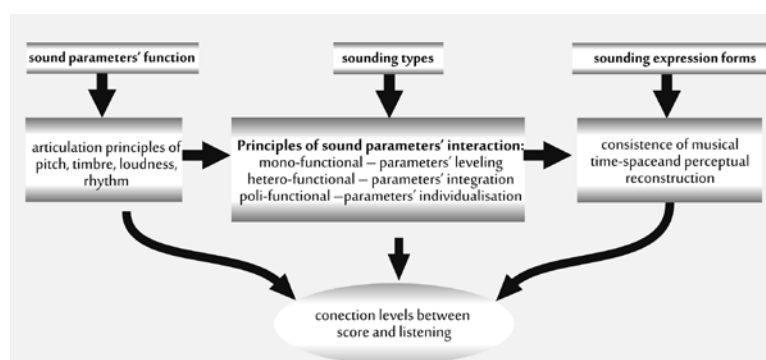 sound parameters' function
sounding types
sounding expression forms
articulation principles of
pitch, timbre, loudness,
rhythm
Principles of sound parameters' interaction:
mono-functional – parameters' leveling
hetero-functional – parameters' integration
poli-functional –parameters' individualisation
consistence of musical
time-spaceand perceptual
reconstruction
conection levels between
score and listening